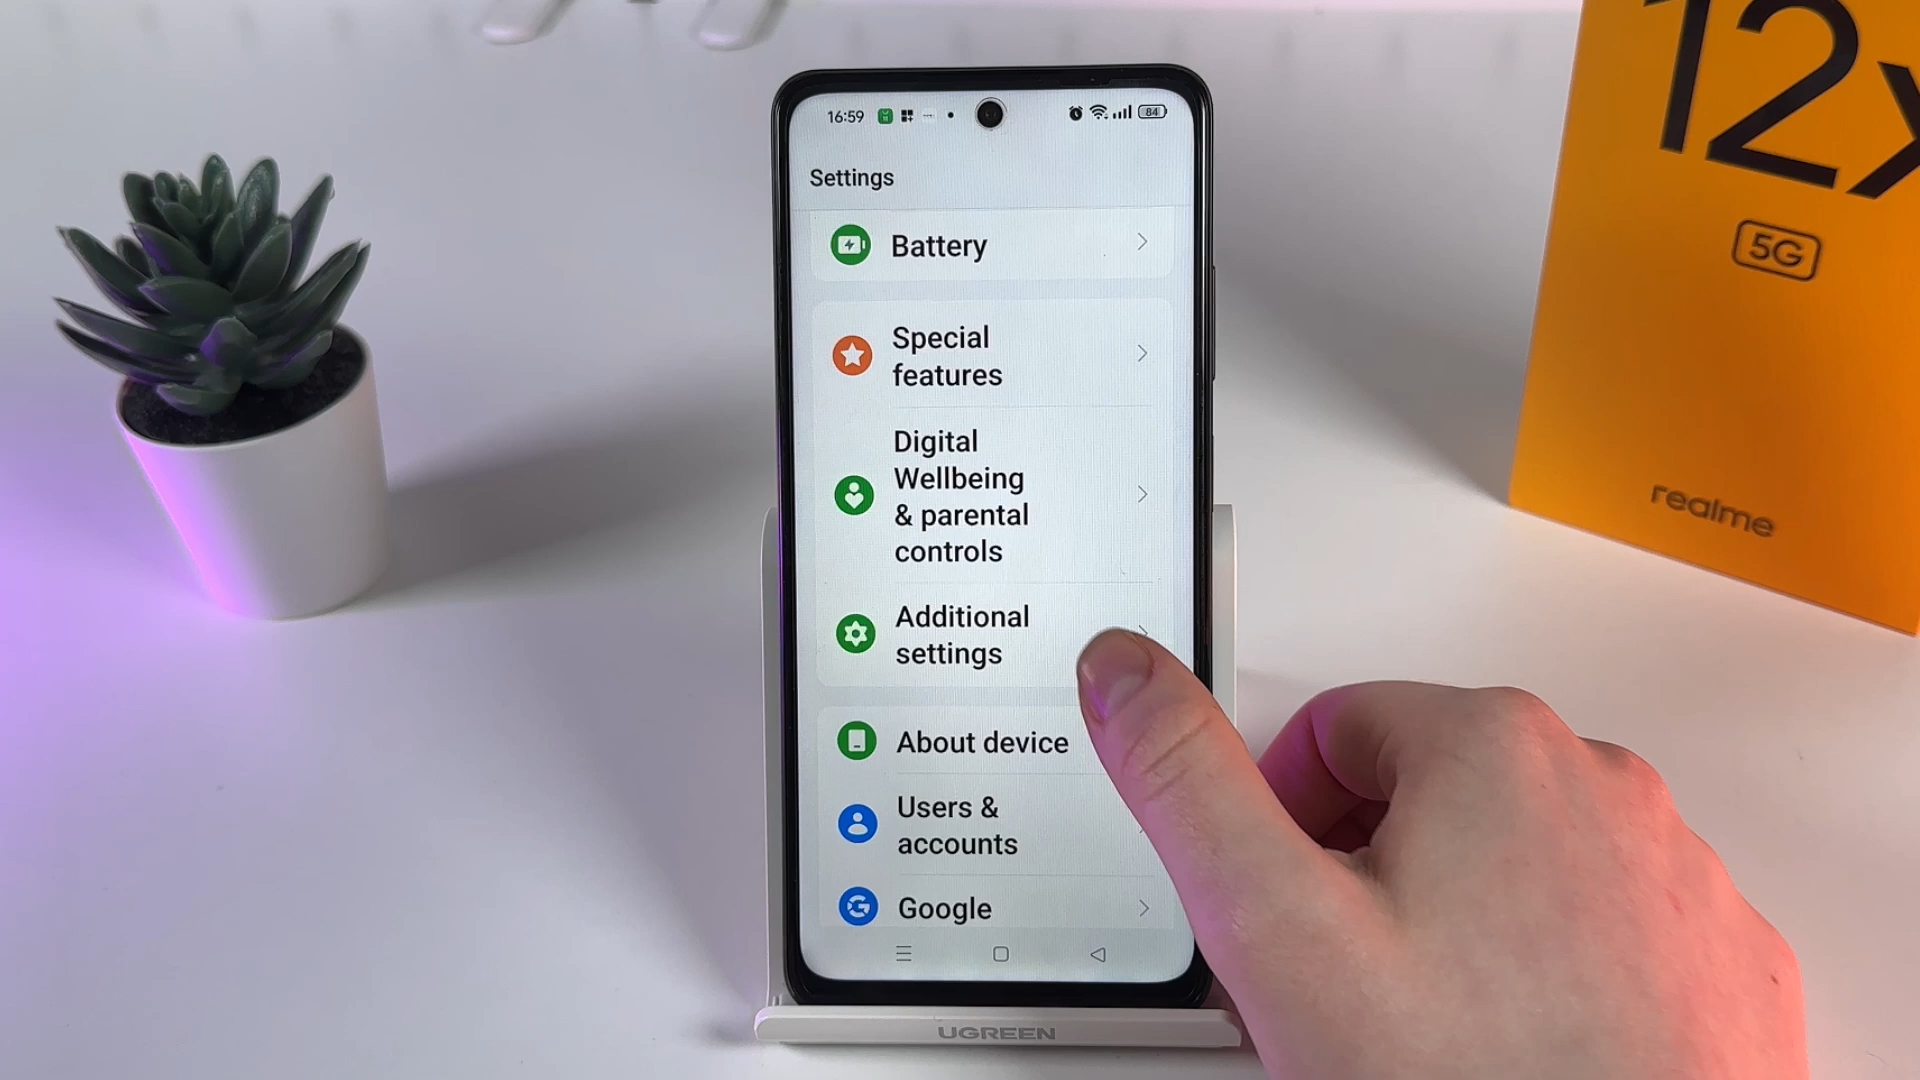 12x
5G
realme
16:59
84
Settings
Battery
Special
features
Digital
Wellbeing
& parental
controls
Additional
settings
About device
Users &
accounts
Google
UGREEN